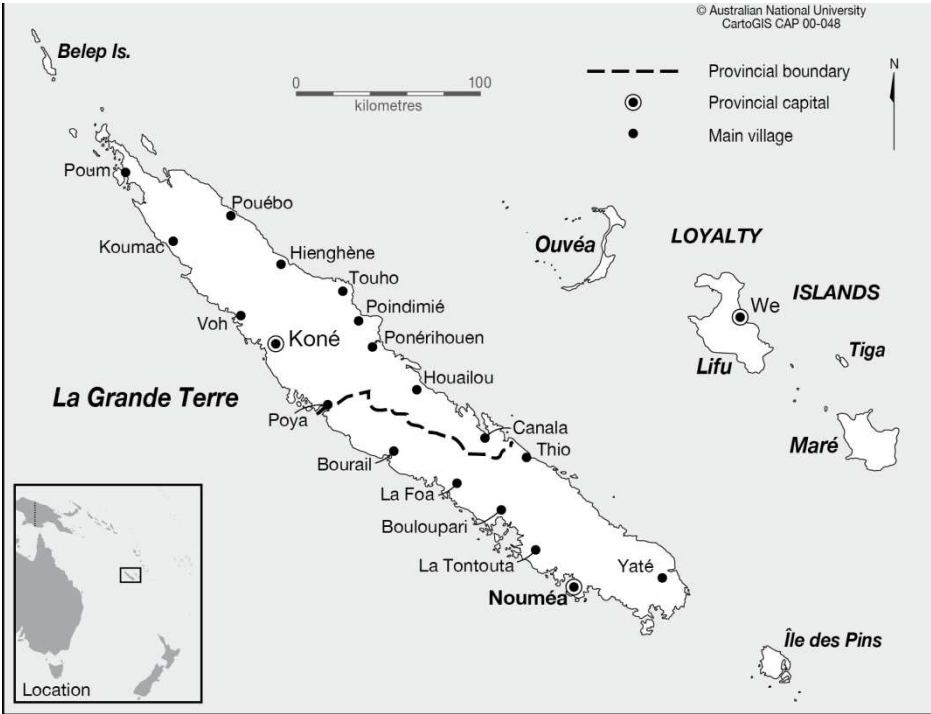 © Australian National University
CartoGIS CAP 00-048
Belep Is.
0 100
kilometres
Provincial boundary
Provincial capital
Main village
N
Poum
Pouébo
Koumac
Hienghène
Touho
Poindimié
Voh
Koné
Ponérihouen
Houailou
La Grande Terre
Poya
Canala
Thio
Bourail
La Foa
Bouloupari
La Tontouta
Yaté
Nouméa
Ouvéa
LOYALTY
ISLANDS
We
Lifu
Tiga
Maré
Île des Pins
Location